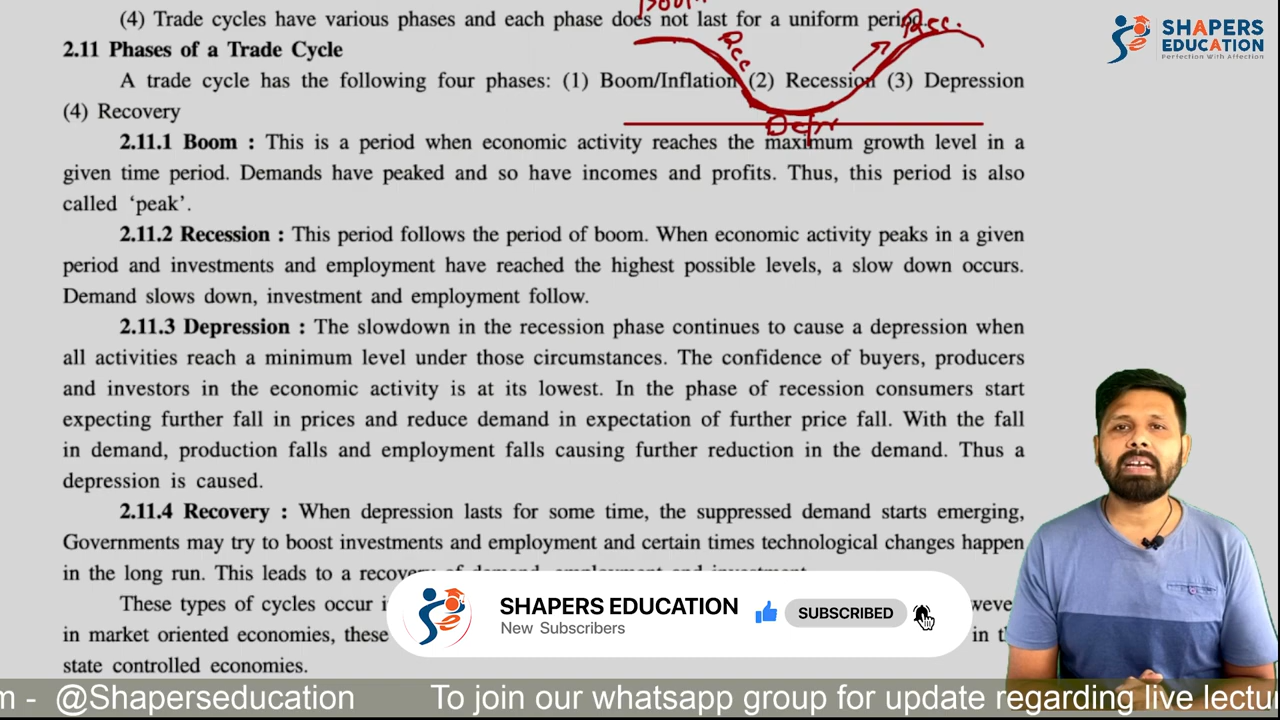 (4) Trade cycles have various phases and each phase does not last for a uniform period.
Boom
Rec
Rec.
Depr
SHAPERS
EDUCATION
Perfection With Affection
2.11 Phases of a Trade Cycle
A trade cycle has the following four phases: (1) Boom/Inflation (2) Recession (3) Depression
(4) Recovery
2.11.1 Boom : This is a period when economic activity reaches the maximum growth level in a
given time period. Demands have peaked and so have incomes and profits. Thus, this period is also
called ‘peak’.
2.11.2 Recession : This period follows the period of boom. When economic activity peaks in a given
period and investments and employment have reached the highest possible levels, a slow down occurs.
Demand slows down, investment and employment follow.
2.11.3 Depression : The slowdown in the recession phase continues to cause a depression when
all activities reach a minimum level under those circumstances. The confidence of buyers, producers
and investors in the economic activity is at its lowest. In the phase of recession consumers start
expecting further fall in prices and reduce demand in expectation of further price fall. With the fall
in demand, production falls and employment falls causing further reduction in the demand. Thus a
depression is caused.
2.11.4 Recovery : When depression lasts for some time, the suppressed demand starts emerging,
Governments may try to boost investments and employment and certain times technological changes happen
in the long run. This leads to a recovery of demand, employment and investment.
These types of cycles occur
in market oriented economies, these
state controlled economies.
SHAPERS EDUCATION
New Subscribers
SUBSCRIBED
m - @Shaperseducation To join our whatsapp group for update regarding live lectu